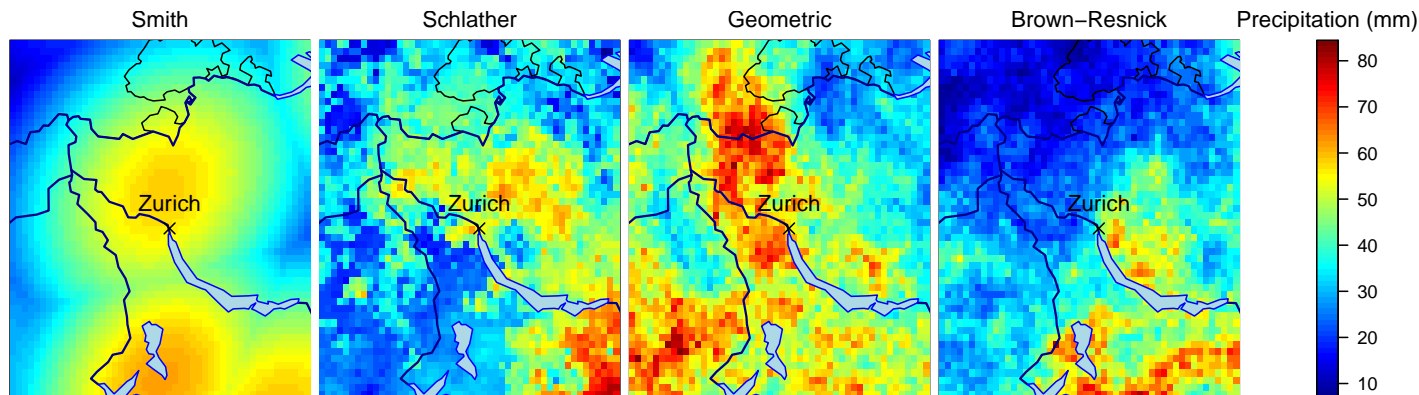 Smith
Schlather
Geometric
Brown−Resnick
Precipitation (mm)
Zurich
Zurich
Zurich
Zurich
80
70
60
50
40
30
20
10